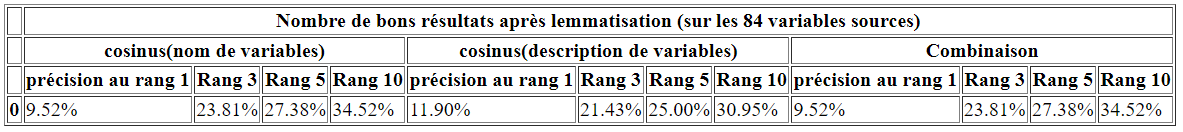 Nombre de bons résultats après lemmatisation (sur les 84 variables sources)
cosinus(nom de variables) cosinus(description de variables) Combinaison
précision au rang 1 Rang 3 Rang 5 Rang 10 précision au rang 1 Rang 3 Rang 5 Rang 10 précision au rang 1 Rang 3 Rang 5 Rang 10
0 9.52% 23.81% 27.38% 34.52% 11.90% 21.43% 25.00% 30.95% 9.52% 23.81% 27.38% 34.52%